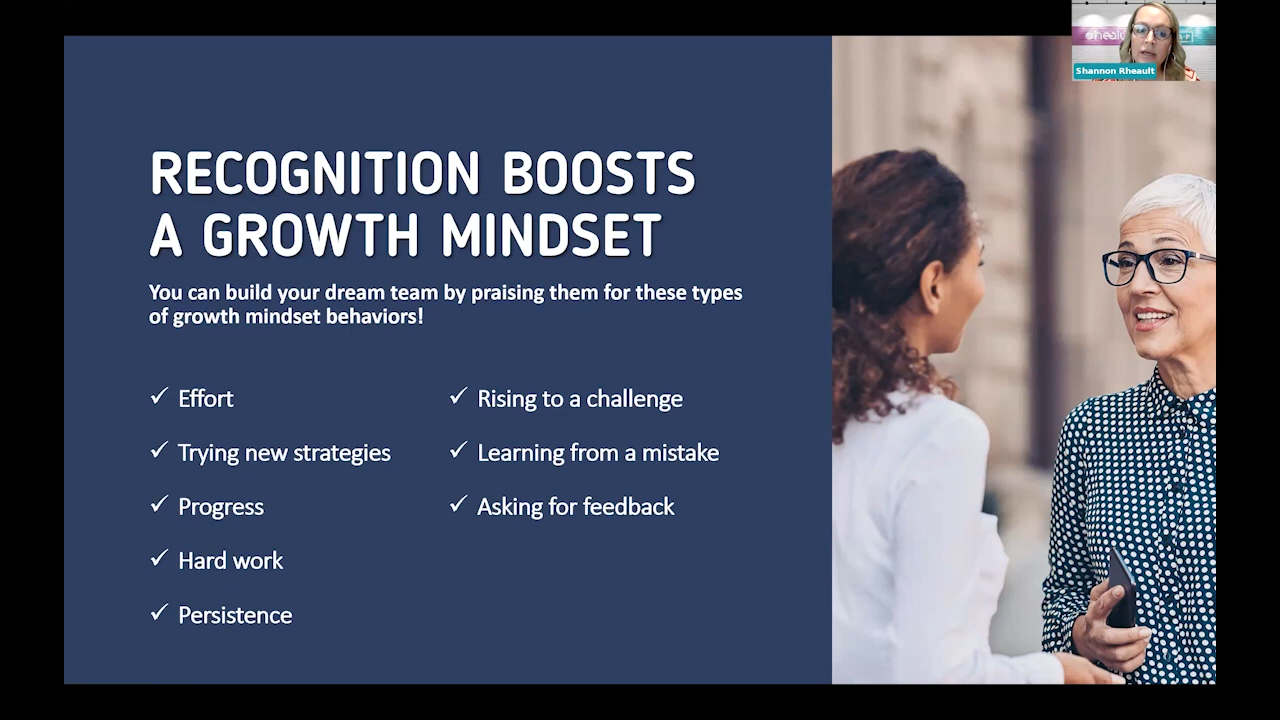 Shannon Rheault
RECOGNITION BOOSTS
A GROWTH MINDSET
You can build your dream team by praising them for these types
of growth mindset behaviors!
✓ Effort
✓ Trying new strategies
✓ Progress
✓ Hard work
✓ Persistence
✓ Rising to a challenge
✓ Learning from a mistake
✓ Asking for feedback